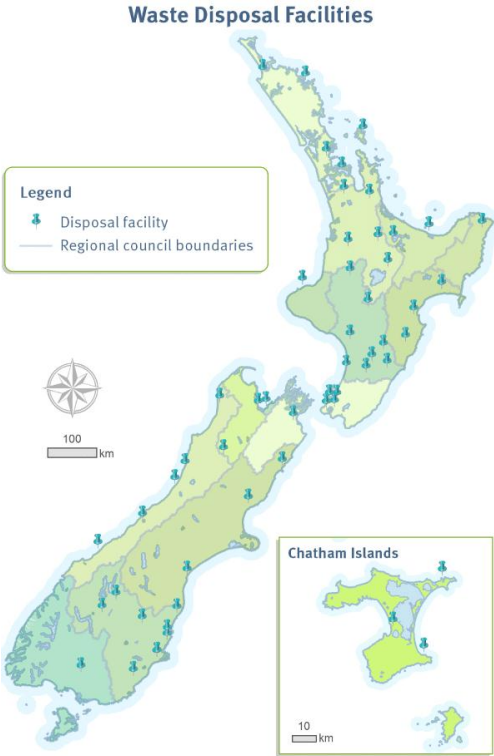 Waste Disposal Facilities
Legend
Disposal facility
Regional council boundaries
100
km
Chatham Islands
10
km